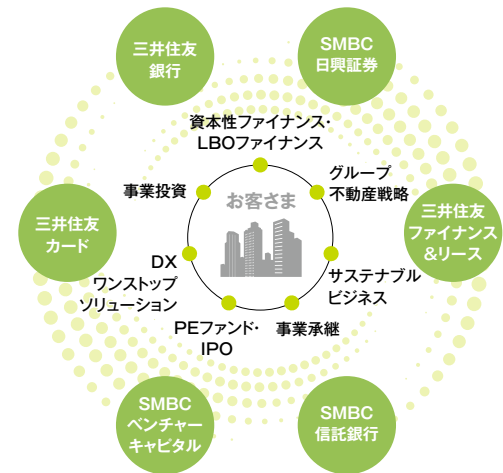 三井住友
銀行
SMBC
日興証券
資本性ファイナンス・
LBOファイナンス
事業投資
お客さま
グループ
不動産戦略
三井住友
カード
三井住友
ファイナンス
&リース
DX
ワンストップ
ソリューション
サステナブル
ビジネス
PEファンド・
IPO
事業承継
SMBC
ベンチャー
キャピタル
SMBC
信託銀行